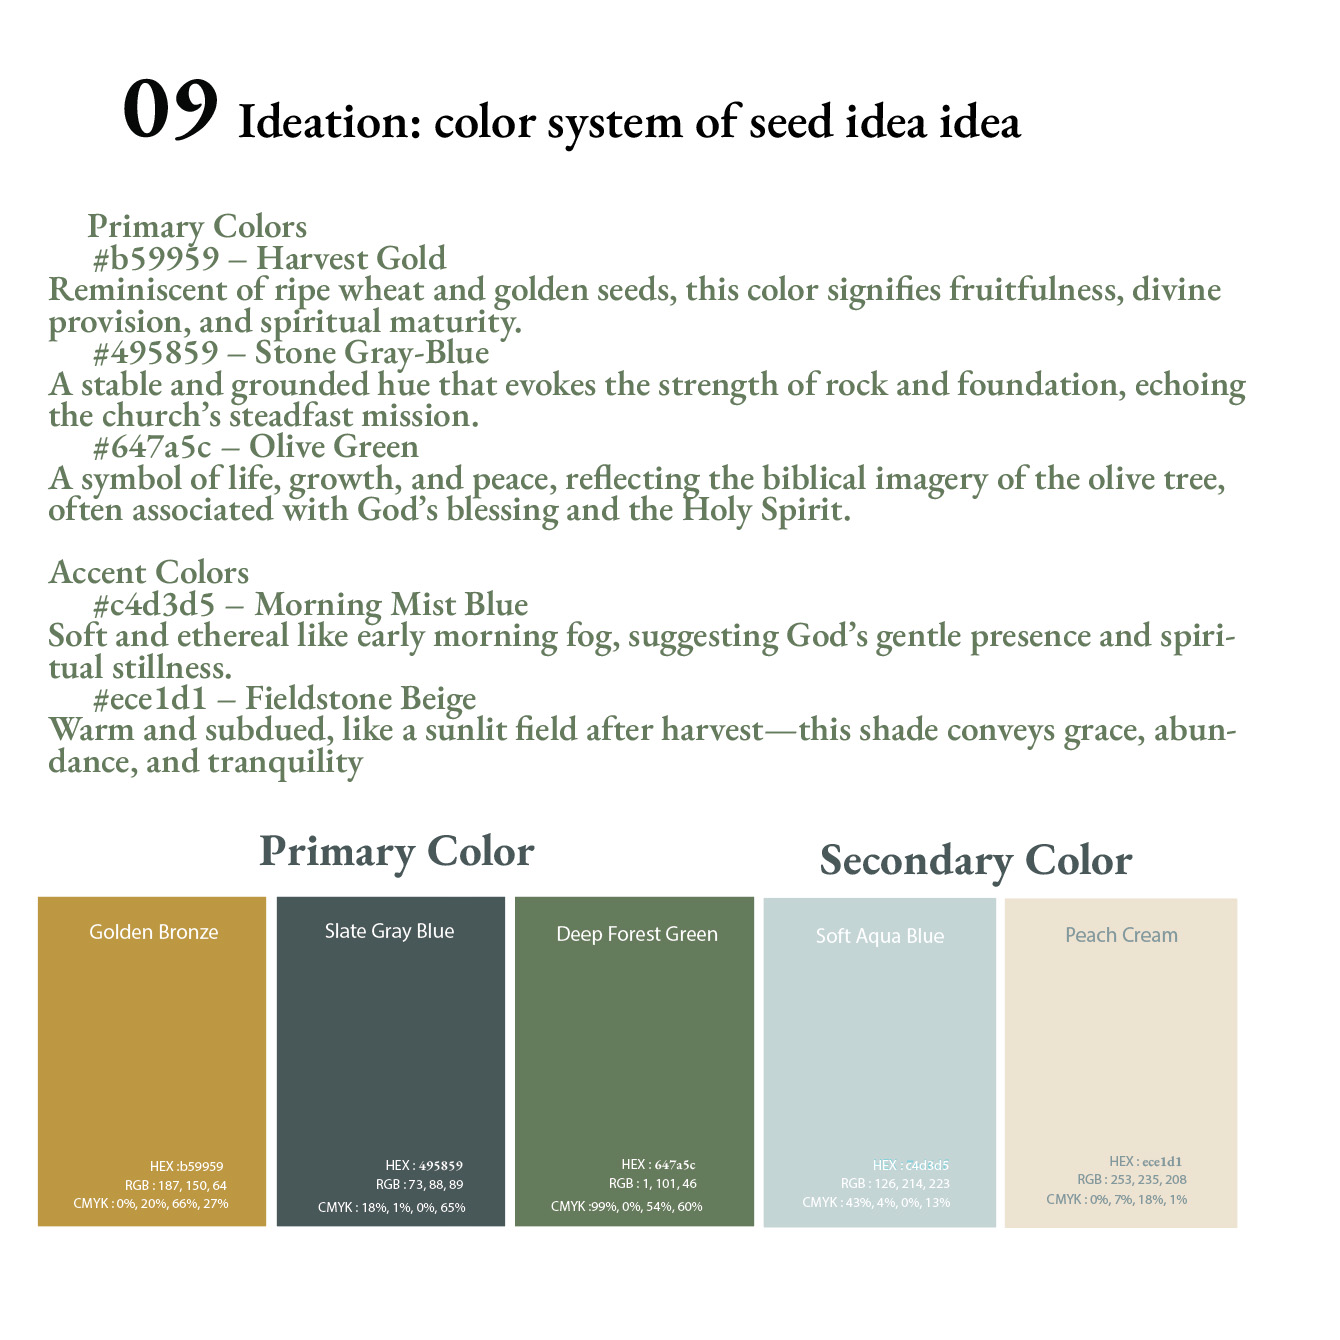 09 Ideation: color system of seed idea idea
Primary Colors
#b59959 – Harvest Gold
Reminiscent of ripe wheat and golden seeds, this color signifies fruitfulness, divine
provision, and spiritual maturity.
#495859 – Stone Gray-Blue
A stable and grounded hue that evokes the strength of rock and foundation, echoing
the church’s steadfast mission.
#647a5c – Olive Green
A symbol of life, growth, and peace, reflecting the biblical imagery of the olive tree,
often associated with God’s blessing and the Holy Spirit.
Accent Colors
#c4d3d5 – Morning Mist Blue
Soft and ethereal like early morning fog, suggesting God’s gentle presence and spiri-
tual stillness.
#ece1d1 – Fieldstone Beige
Warm and subdued, like a sunlit field after harvest—this shade conveys grace, abun-
dance, and tranquility
Primary Color
Secondary Color
Golden Bronze
HEX :b59959
RGB : 187, 150, 64
CMYK : 0%, 20%, 66%, 27%
Slate Gray Blue
HEX : 495859
RGB : 73, 88, 89
CMYK : 18%, 1%, 0%, 65%
Deep Forest Green
HEX : 647a5c
RGB : 1, 101, 46
CMYK :99%, 0%, 54%, 60%
Soft Aqua Blue
HEX : c4d3d5
RGB : 126, 214, 223
CMYK : 43%, 4%, 0%, 13%
Peach Cream
HEX : ece1d1
RGB : 253, 235, 208
CMYK : 0%, 7%, 18%, 1%